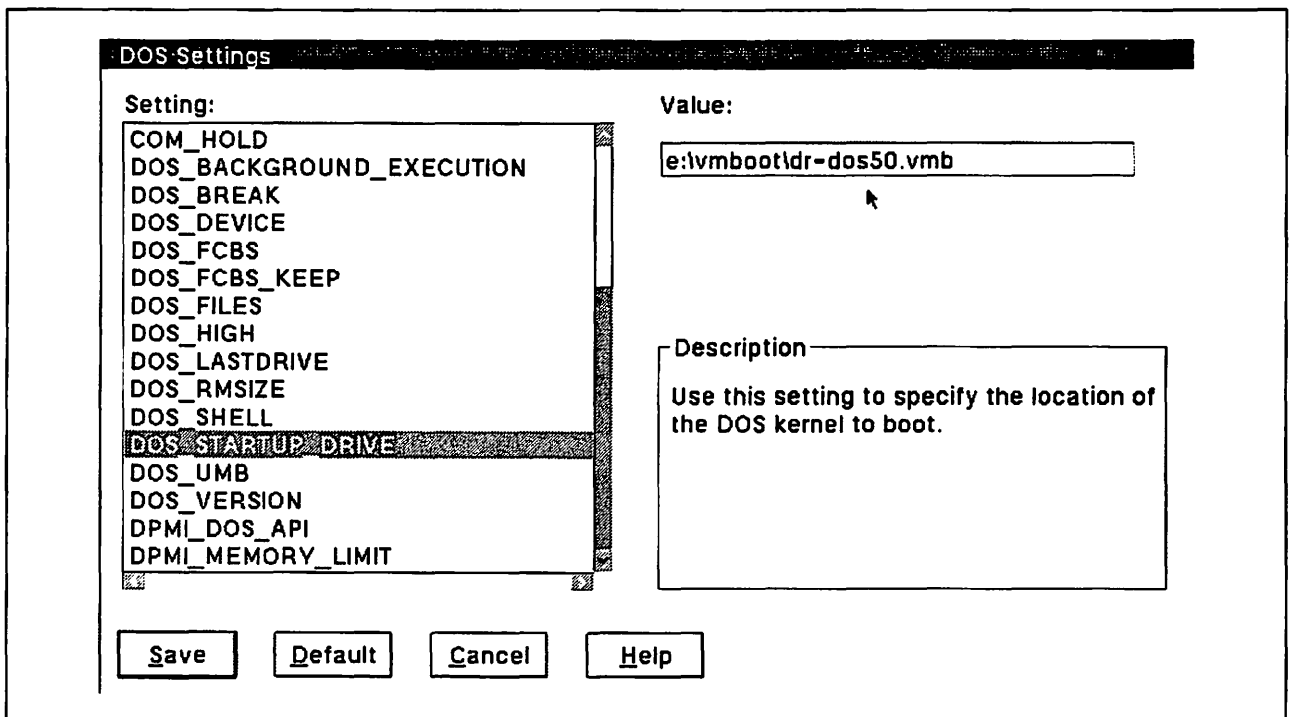 DOS Settings
Setting:
COM_HOLD
DOS_BACKGROUND_EXECUTION
DOS_BREAK
DOS_DEVICE
DOS_FCBS
DOS_FCBS_KEEP
DOS_FILES
DOS_HIGH
DOS_LASTDRIVE
DOS_RMSIZE
DOS_SHELL
DOS_STARTUP_DRIVE
DOS_UMB
DOS_VERSION
DPMI_DOS_API
DPMI_MEMORY_LIMIT
Value:
e:\vmboot\dr-dos50.vmb
Description
Use this setting to specify the location of
the DOS kernel to boot.
Save
Default
Cancel
Help